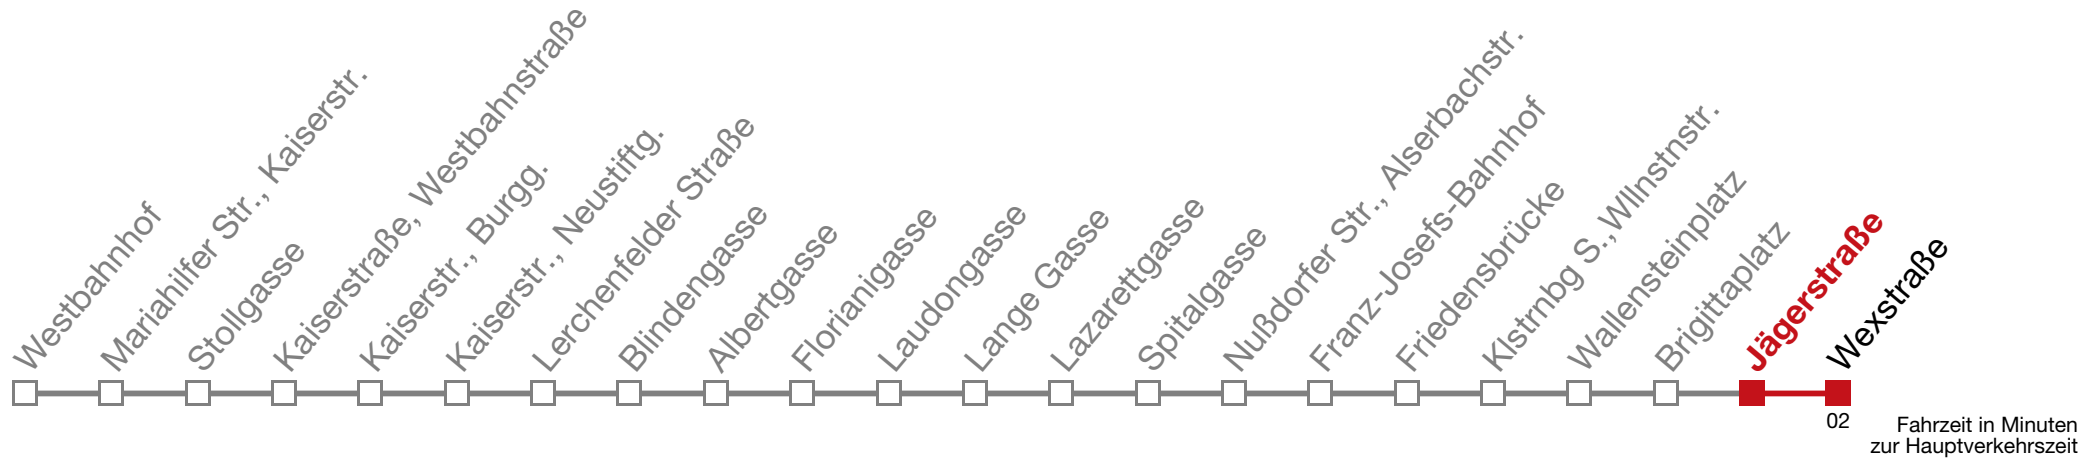 Westbahnhof
Mariahilfer Str., Kaiserstr.
Stollgasse
Kaiserstraße, Westbahnstraße
Kaiserstr., Burgg.
Kaiserstr., Neustiftg.
Lerchenfelder Straße
Blindengasse
Albertgasse
Florianigasse
Laudongasse
Lange Gasse
Lazarettgasse
Spitalgasse
Nußdorfer Str., Alserbachstr.
Franz-Josefs-Bahnhof
Friedensbrücke
Klstrnbg S.,Wllnstnstr.
Wallensteinplatz
Brigittaplatz
Jägerstraße
Wexstraße
02
Fahrzeit in Minuten
zur Hauptverkehrszeit